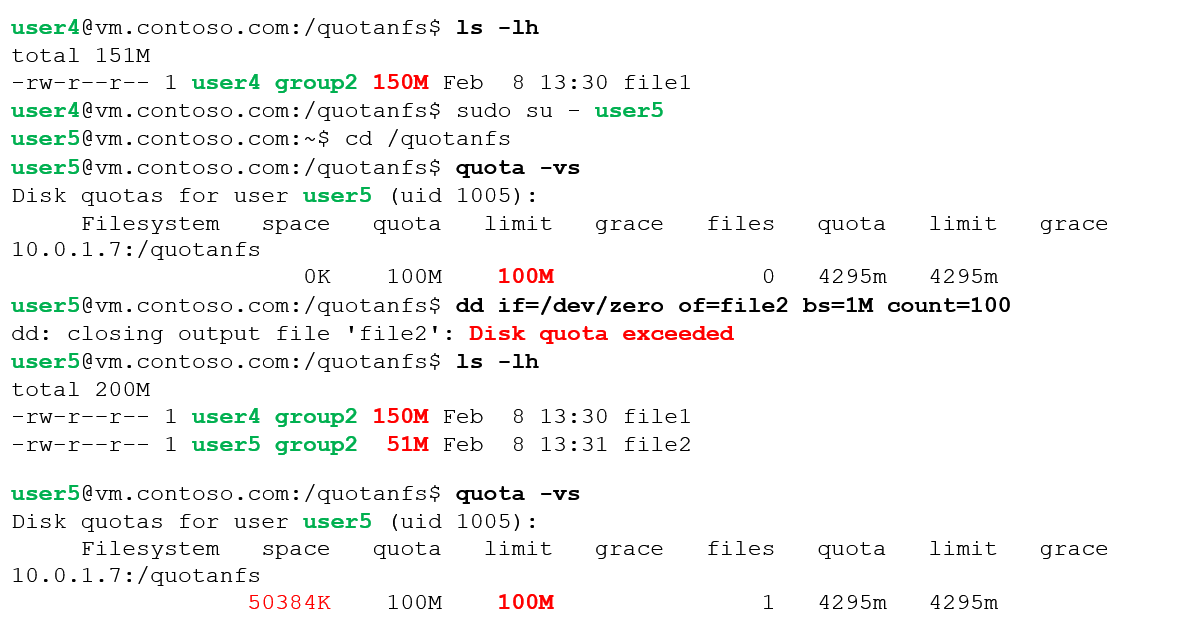 user4@vm.contoso.com:/quotanfs$ ls -lh
total 151M
-rw-r--r-- 1 user4 group2 150M Feb  8 13:30 file1
user4@vm.contoso.com:/quotanfs$ sudo su - user5
user5@vm.contoso.com:~$ cd /quotanfs
user5@vm.contoso.com:/quotanfs$ quota -vs
Disk quotas for user user5 (uid 1005):
     Filesystem   space   quota   limit   grace   files   quota   limit   grace
10.0.1.7:/quotanfs
                     0K    100M    100M               0   4295m   4295m
user5@vm.contoso.com:/quotanfs$ dd if=/dev/zero of=file2 bs=1M count=100
dd: closing output file 'file2': Disk quota exceeded
user5@vm.contoso.com:/quotanfs$ ls -lh
total 200M
-rw-r--r-- 1 user4 group2 150M Feb  8 13:30 file1
-rw-r--r-- 1 user5 group2  51M Feb  8 13:31 file2
user5@vm.contoso.com:/quotanfs$ quota -vs
Disk quotas for user user5 (uid 1005):
     Filesystem   space   quota   limit   grace   files   quota   limit   grace
10.0.1.7:/quotanfs
                 50384K    100M    100M               1   4295m   4295m